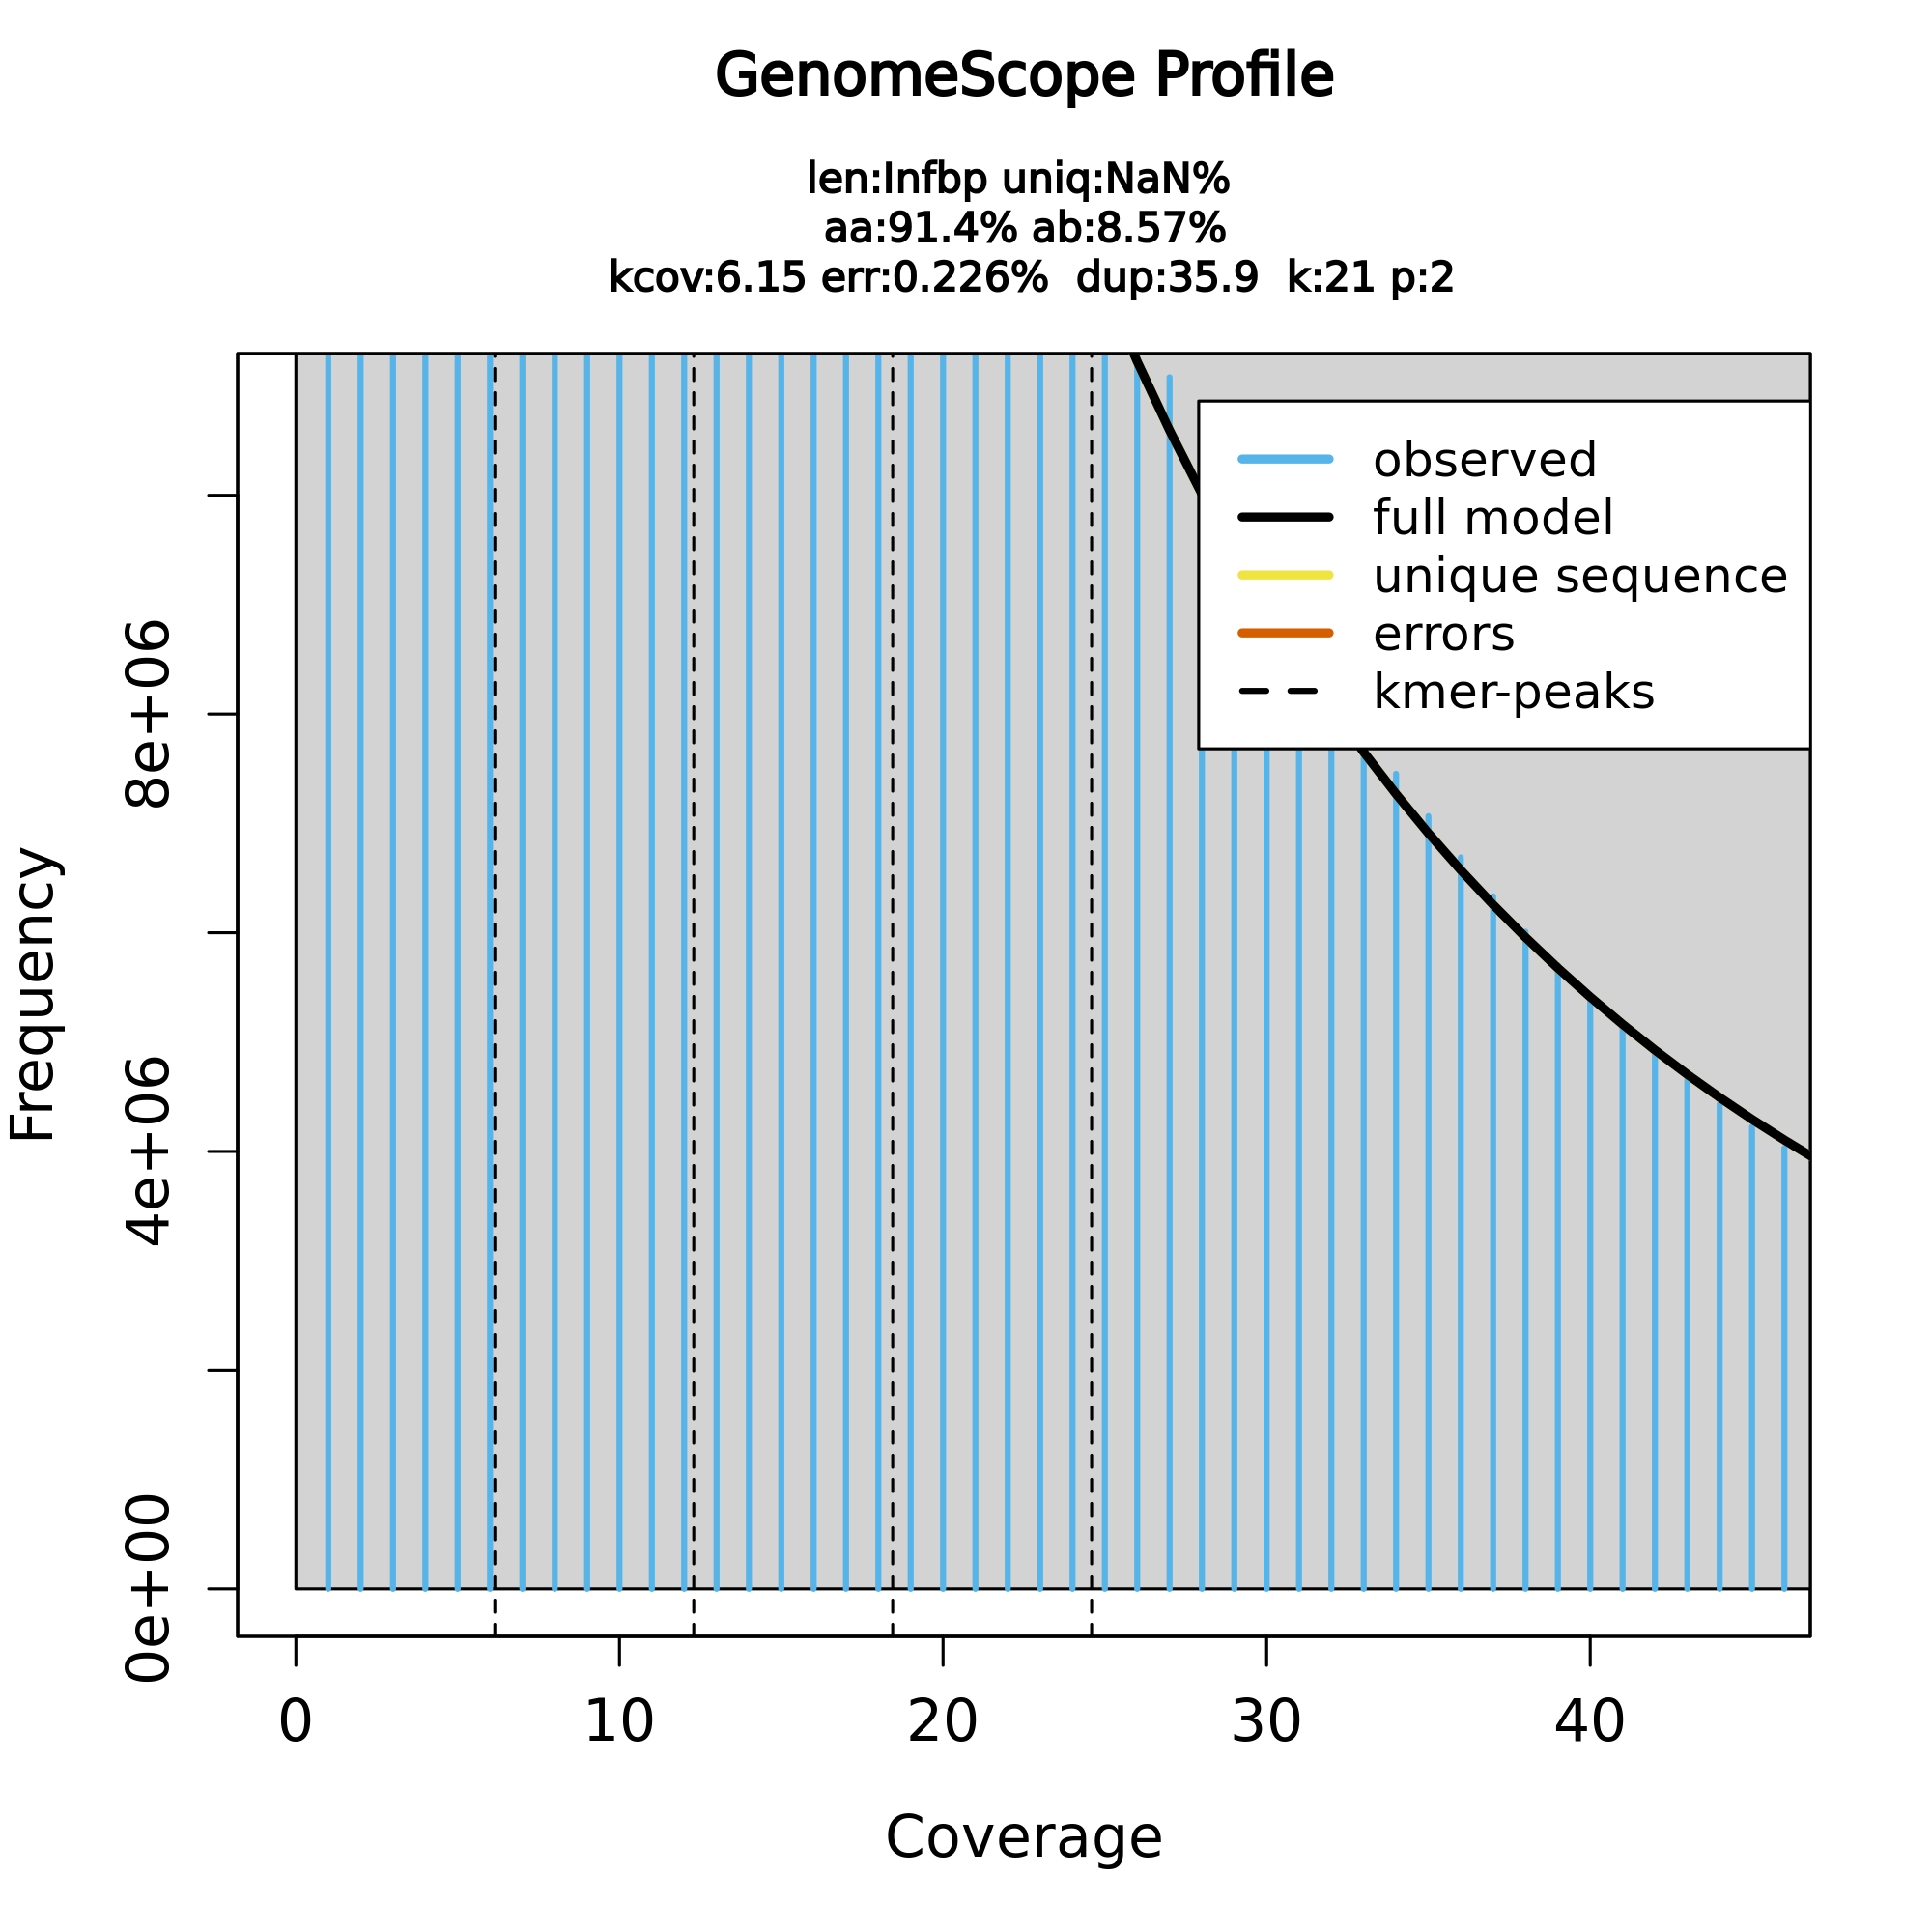 GenomeScope Profile
len:Infbp uniq:NaN%
aa:91.4% ab:8.57%
kcov:6.15 err:0.226% dup:35.9 k:21 p:2
observed
full model
unique sequence
errors
kmer-peaks
Frequency
8e+06
4e+06
0e+00
0 10 20 30 40
Coverage